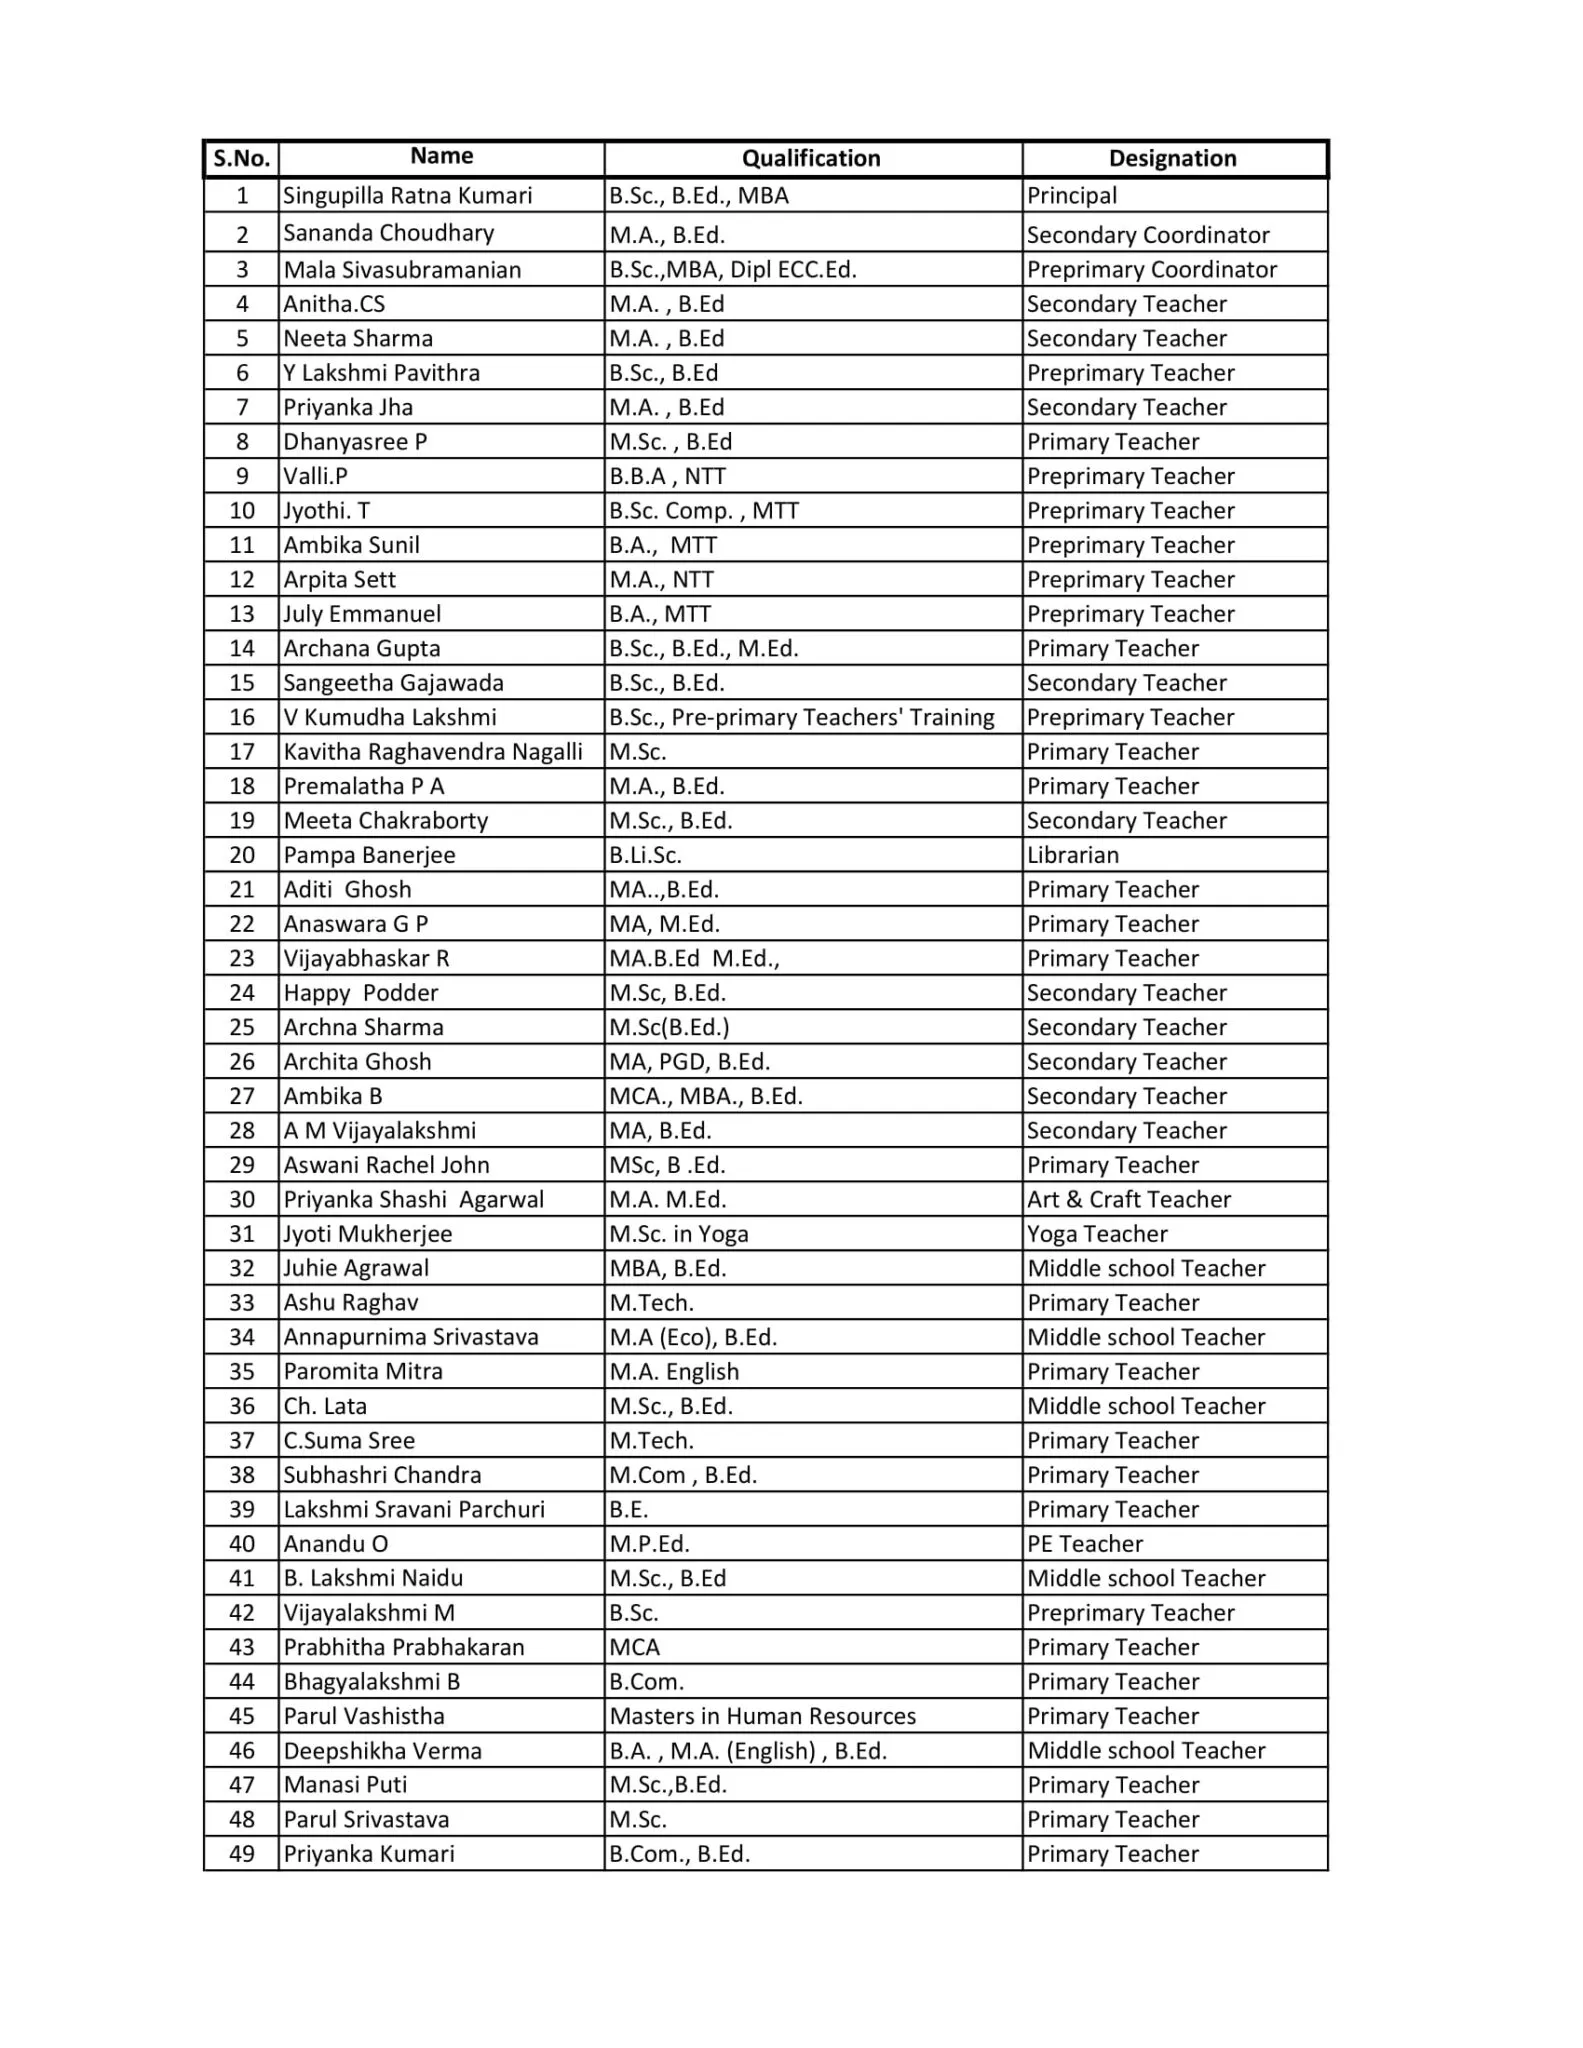 S.No. Name Qualification Designation
1 Singupilla Ratna Kumari B.Sc., B.Ed., MBA Principal
2 Sananda Choudhary M.A., B.Ed. Secondary Coordinator
3 Mala Sivasubramanian B.Sc.,MBA, Dipl ECC.Ed. Preprimary Coordinator
4 Anitha.CS M.A. , B.Ed Secondary Teacher
5 Neeta Sharma M.A. , B.Ed Secondary Teacher
6 Y Lakshmi Pavithra B.Sc., B.Ed Preprimary Teacher
7 Priyanka Jha M.A. , B.Ed Secondary Teacher
8 Dhanyasree P M.Sc. , B.Ed Primary Teacher
9 Valli.P B.B.A , NTT Preprimary Teacher
10 Jyothi. T B.Sc. Comp. , MTT Preprimary Teacher
11 Ambika Sunil B.A.,  MTT Preprimary Teacher
12 Arpita Sett M.A., NTT Preprimary Teacher
13 July Emmanuel B.A., MTT Preprimary Teacher
14 Archana Gupta B.Sc., B.Ed., M.Ed. Primary Teacher
15 Sangeetha Gajawada B.Sc., B.Ed. Secondary Teacher
16 V Kumudha Lakshmi B.Sc., Pre-primary Teachers' Training Preprimary Teacher
17 Kavitha Raghavendra Nagalli M.Sc. Primary Teacher
18 Premalatha P A M.A., B.Ed. Primary Teacher
19 Meeta Chakraborty M.Sc., B.Ed. Secondary Teacher
20 Pampa Banerjee B.Li.Sc. Librarian
21 Aditi  Ghosh MA..,B.Ed. Primary Teacher
22 Anaswara G P MA, M.Ed. Primary Teacher
23 Vijayabhaskar R MA.B.Ed  M.Ed., Primary Teacher
24 Happy  Podder M.Sc, B.Ed. Secondary Teacher
25 Archna Sharma M.Sc(B.Ed.) Secondary Teacher
26 Archita Ghosh MA, PGD, B.Ed. Secondary Teacher
27 Ambika B MCA., MBA., B.Ed. Secondary Teacher
28 A M Vijayalakshmi MA, B.Ed. Secondary Teacher
29 Aswani Rachel John MSc, B .Ed. Primary Teacher
30 Priyanka Shashi  Agarwal M.A. M.Ed. Art & Craft Teacher
31 Jyoti Mukherjee M.Sc. in Yoga Yoga Teacher
32 Juhie Agrawal MBA, B.Ed. Middle school Teacher
33 Ashu Raghav M.Tech. Primary Teacher
34 Annapurnima Srivastava M.A (Eco), B.Ed. Middle school Teacher
35 Paromita Mitra M.A. English Primary Teacher
36 Ch. Lata M.Sc., B.Ed. Middle school Teacher
37 C.Suma Sree M.Tech. Primary Teacher
38 Subhashri Chandra M.Com , B.Ed. Primary Teacher
39 Lakshmi Sravani Parchuri B.E. Primary Teacher
40 Anandu O M.P.Ed. PE Teacher
41 B. Lakshmi Naidu M.Sc., B.Ed Middle school Teacher
42 Vijayalakshmi M B.Sc. Preprimary Teacher
43 Prabhitha Prabhakaran MCA Primary Teacher
44 Bhagyalakshmi B B.Com. Primary Teacher
45 Parul Vashistha Masters in Human Resources Primary Teacher
46 Deepshikha Verma B.A. , M.A. (English) , B.Ed. Middle school Teacher
47 Manasi Puti M.Sc.,B.Ed. Primary Teacher
48 Parul Srivastava M.Sc. Primary Teacher
49 Priyanka Kumari B.Com., B.Ed. Primary Teacher